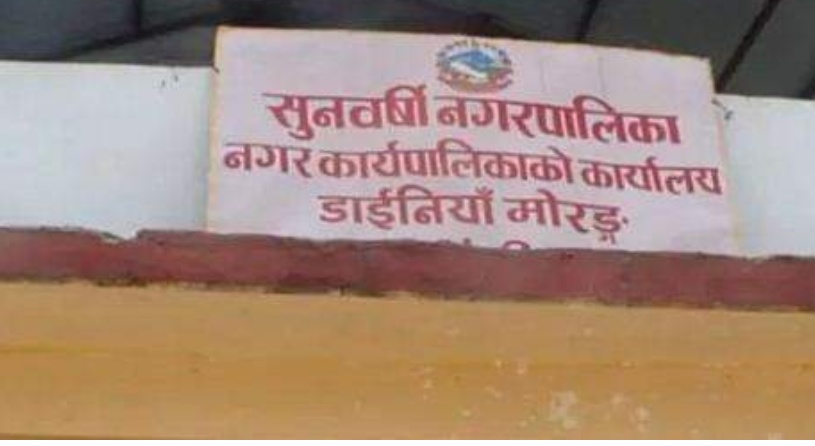 सुनवर्षी नगरपालिका
नगर कार्यपालिकाको कार्यालय
डाईनियाँ मोरङ्ग